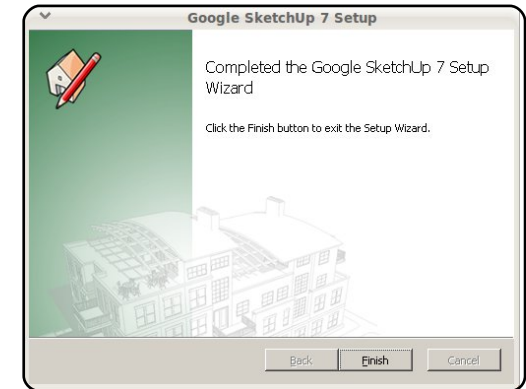 Google SketchUp 7 Setup
Completed the Google SketchUp 7 Setup
Wizard
Click the Finish button to exit the Setup Wizard.
Back Finish Cancel